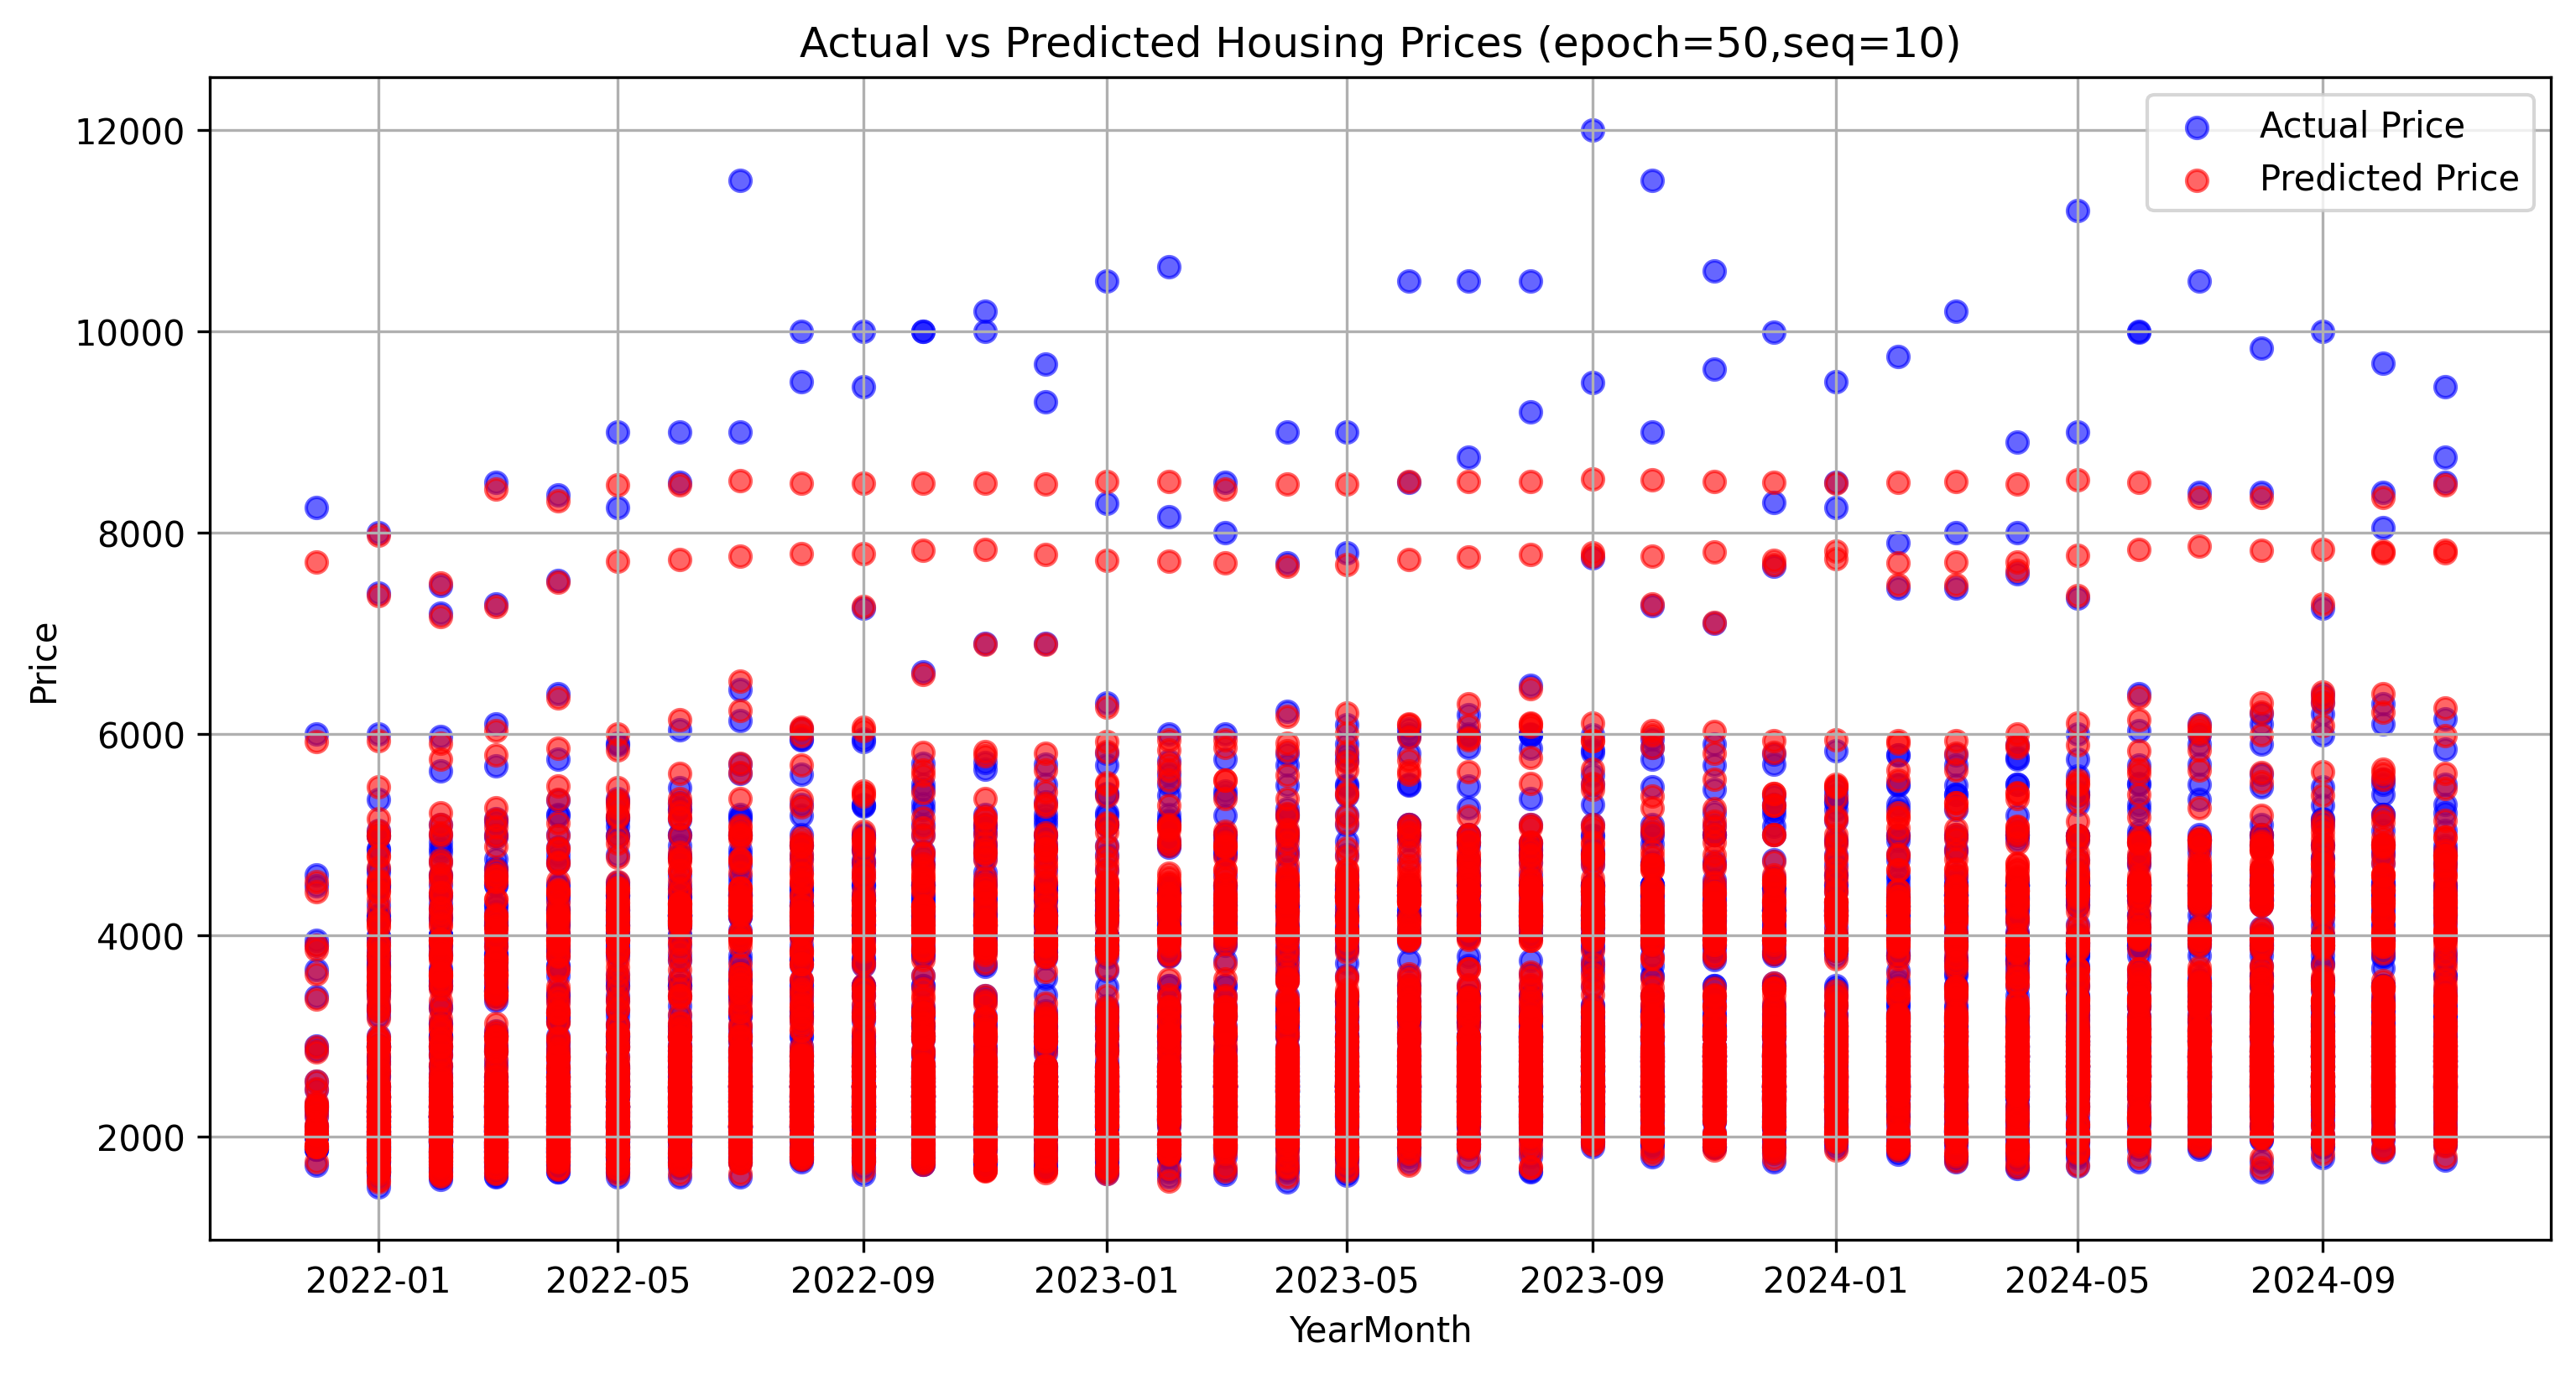 Actual vs Predicted Housing Prices (epoch=50,seq=10)
Actual Price
Predicted Price
12000
10000
8000
6000
4000
2000
Price
2022-01 2022-05 2022-09 2023-01 2023-05 2023-09 2024-01 2024-05 2024-09
YearMonth